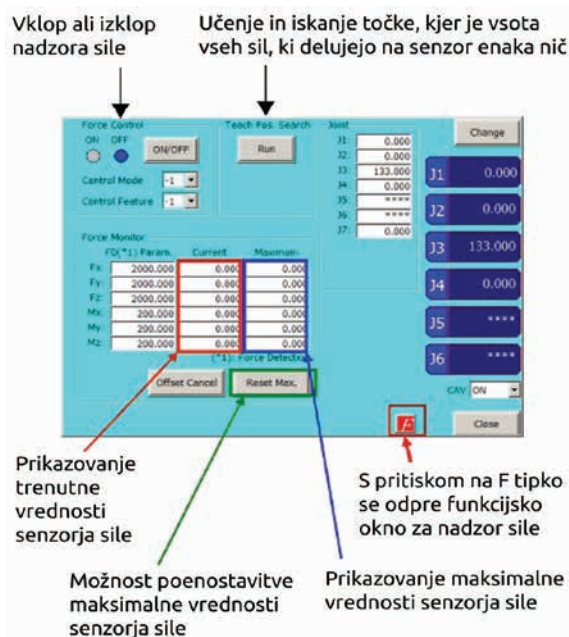 Vklop ali izklop
nadzora sile
Učenje in iskanje točke, kjer je vsota
vseh sil, ki delujejo na senzor enaka nič
Force Control
ON OFF
ON/OFF
Control Mode -1
Control Feature -1
Teach Pos. Search
Run
Joint
J1: 0.000
J2: 0.000
J3 133.000
J4 0.000
J5 ****
J6: ****
J7: 0.000
Change
J1 0.000
J2 0.000
J3 133.000
J4 0.000
J5 ****
J6 ****
Force Monitor
FD(*1) Param. Current Maximum
Fx: 2000.000 0.000 0.000
Fy: 2000.000 0.000 0.000
Fz: 2000.000 0.000 0.000
Mx: 200.000 0.000 0.000
My: 200.000 0.000 0.000
Mz: 200.000 0.000 0.000
(*1): Force Detection
Offset Cancel
Reset Max.
CAV ON
F
Close
Prikazovanje
trenutne
vrednosti
senzorja sile
S pritiskom na F tipko
se odpre funkcijsko
okno za nadzor sile
Možnost poenostavitve
maksimalne vrednosti
senzorja sile
Prikazovanje maksimalne
vrednosti senzorja sile